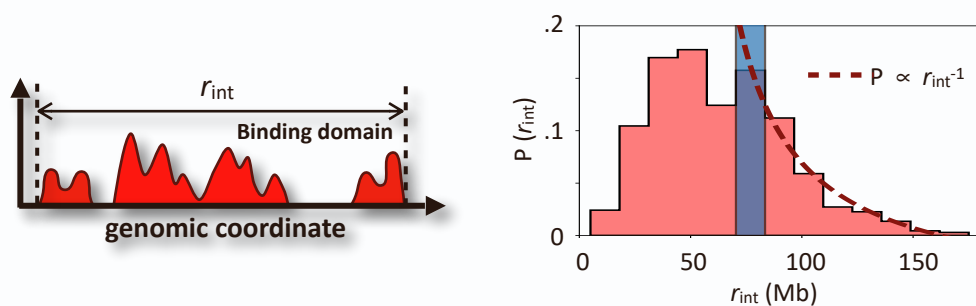 r_int
Binding domain
genomic coordinate
.2
.1
0
P (r_int)
P ∝ r_int^-1
0 50 100 150
r_int (Mb)